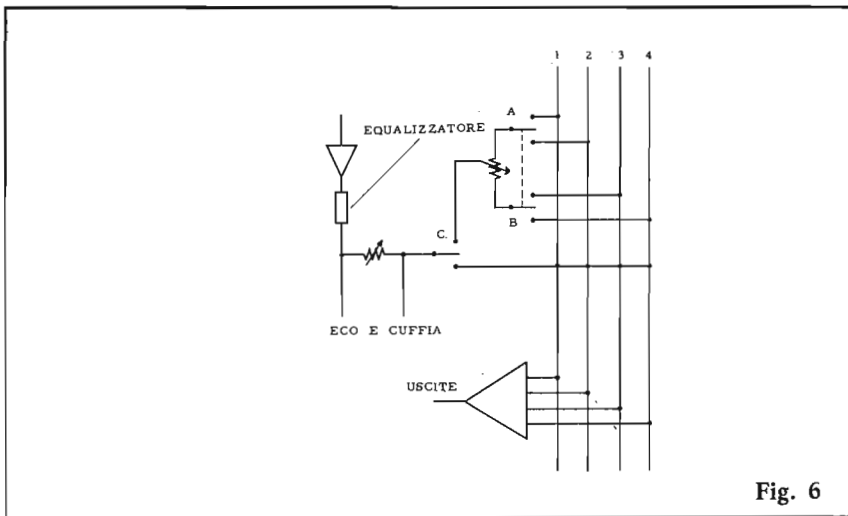 1 2 3 4
A
EQUALIZZATORE
B
C.
ECO E CUFFIA
USCITE
Fig. 6